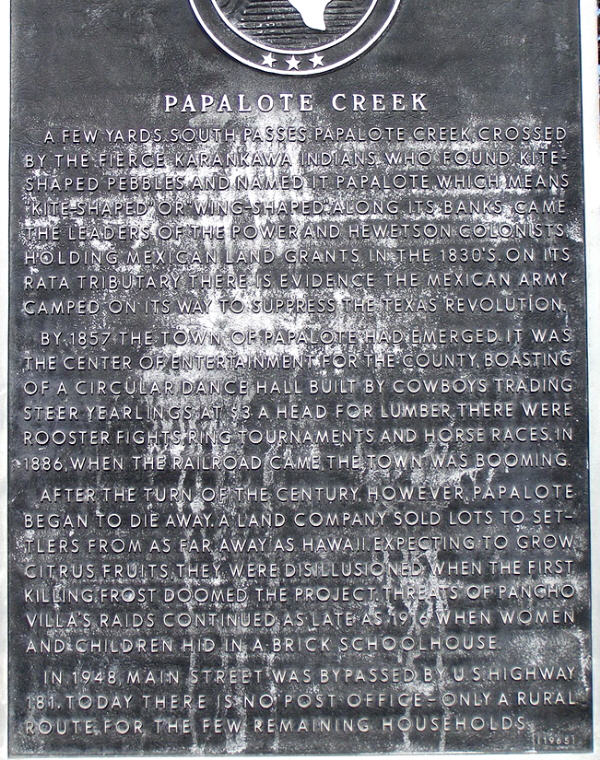 PAPALOTE CREEK
A FEW YARDS SOUTH PASSES PAPALOTE CREEK, CROSSED
BY THE FIERCE KARANKAWA INDIANS, WHO FOUND KITE-
SHAPED PEBBLES AND NAMED IT PAPALOTE, WHICH MEANS
"KITE-SHAPED" OR "WING-SHAPED." ALONG ITS BANKS CAME
THE LEADERS OF THE POWER AND HEWETSON COLONISTS
HOLDING MEXICAN LAND GRANTS, IN THE 1830'S. ON ITS
RATA TRIBUTARY THERE IS EVIDENCE THE MEXICAN ARMY
CAMPED ON ITS WAY TO SUPPRESS THE TEXAS REVOLUTION.
BY 1857 THE TOWN OF PAPALOTE HAD EMERGED. IT WAS
THE CENTER OF ENTERTAINMENT FOR THE COUNTY, BOASTING
OF A CIRCULAR DANCE HALL BUILT BY COWBOYS TRADING
STEER YEARLINGS AT $3 A HEAD FOR LUMBER. THERE WERE
ROOSTER FIGHTS, RING TOURNAMENTS AND HORSE RACES. IN
1886, WHEN THE RAILROAD CAME, THE TOWN WAS BOOMING.
AFTER THE TURN OF THE CENTURY, HOWEVER, PAPALOTE
BEGAN TO DIE AWAY. A LAND COMPANY SOLD LOTS TO SET-
TLERS FROM AS FAR AWAY AS HAWAII. EXPECTING TO GROW
CITRUS FRUITS, THEY WERE DISILLUSIONED WHEN THE FIRST
KILLING FROST DOOMED THE PROJECT. THREATS OF PANCHO
VILLA'S RAIDS CONTINUED AS LATE AS 1916, WHEN WOMEN
AND CHILDREN HID IN A BRICK SCHOOLHOUSE.
IN 1948, MAIN STREET WAS BYPASSED BY U.S. HIGHWAY
181. TODAY THERE IS NO POST OFFICE - ONLY A RURAL
ROUTE FOR THE FEW REMAINING HOUSEHOLDS.
(1965)